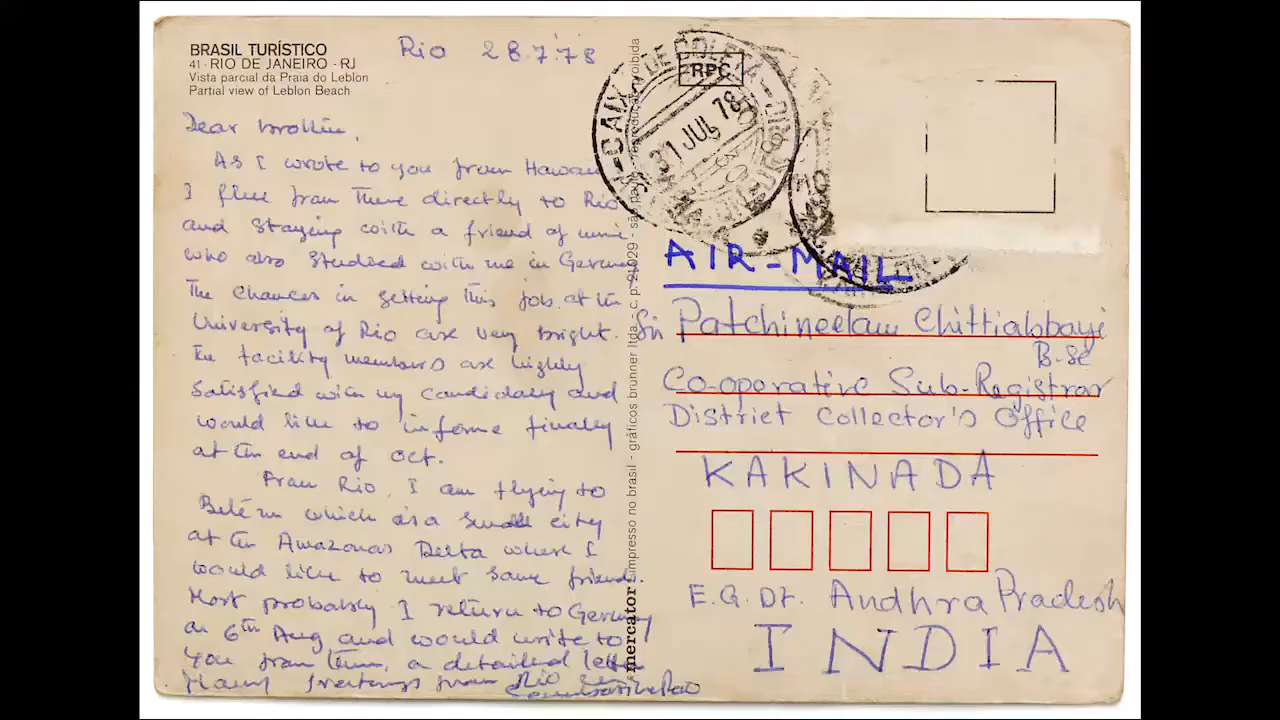 BRASIL TURÍSTICO
41 - RIO DE JANEIRO - RJ
Vista parcial da Praia do Leblon
Partial view of Leblon Beach
Rio 28.7.78
Dear brother,
As I wrote to you from Hawaii
I flew from there directly to Rio
and staying with a friend of mine
who also studied with me in Germany
The chances in getting this job at the
University of Rio are very bright.
The facility members are highly
satisfied with my candidacy and
would like to informe finally
at the end of Oct.
From Rio, I am flying to
Belém which is a small city
at the Amazonas Delta where I
would like to meet some friends.
Most probably I return to Germany
on 6th Aug and would write to
you from there, a detailed letter
Many greetings from Rio
mercator
impresso no brasil - gráficos brunner ltda. - c. p.
reprodução proibida
RPC
31 JUL 78
AIR-MAIL
Sir Patchineelam Chittiabbayi
B.Sc
Co-operative Sub-Registrar
District Collector's Office
KAKINADA
E.G.Dt. Andhra Pradesh
INDIA